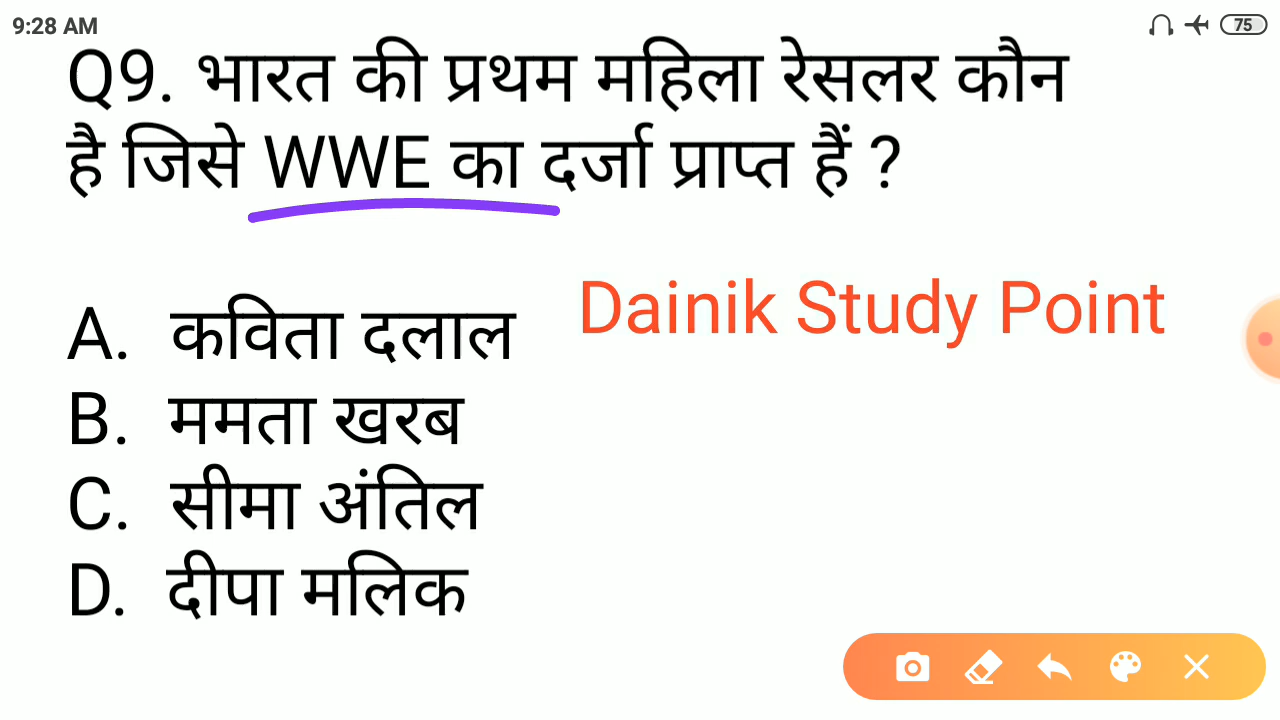 9:28 AM
75
Q9. भारत की प्रथम महिला रेसलर कौन
है जिसे WWE का दर्जा प्राप्त हैं ?
Dainik Study Point
A. कविता दलाल
B. ममता खरब
C. सीमा अंतिल
D. दीपा मलिक